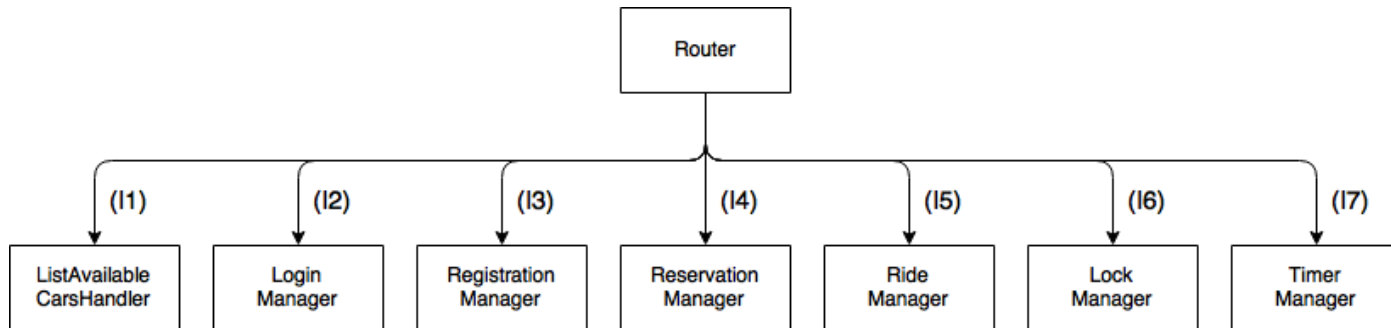 Router
(I1)
(I2)
(I3)
(I4)
(I5)
(I6)
(I7)
ListAvailable
CarsHandler
Login
Manager
Registration
Manager
Reservation
Manager
Ride
Manager
Lock
Manager
Timer
Manager